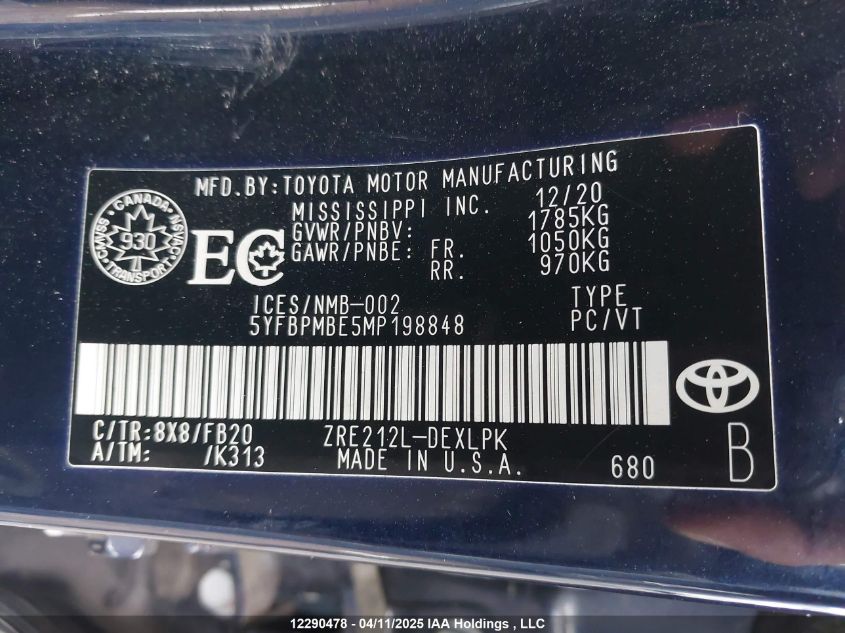 MFD.BY:TOYOTA MOTOR MANUFACTURING
MISSISSIPPI INC. 12/20
GVWR/PNBV: 1785KG
GAWR/PNBE: FR. 1050KG
RR. 970KG
CANADA
930
TRANSPORT
CMVSS
NSVAC
EC
ICES/NMB-002 TYPE
5YFBPMBE5MP198848 PC/VT
C/TR:8X8/FB20 ZRE212L-DEXLPK
A/TM: /K313 MADE IN U.S.A. 680 B
12290478 - 04/11/2025 IAA Holdings , LLC